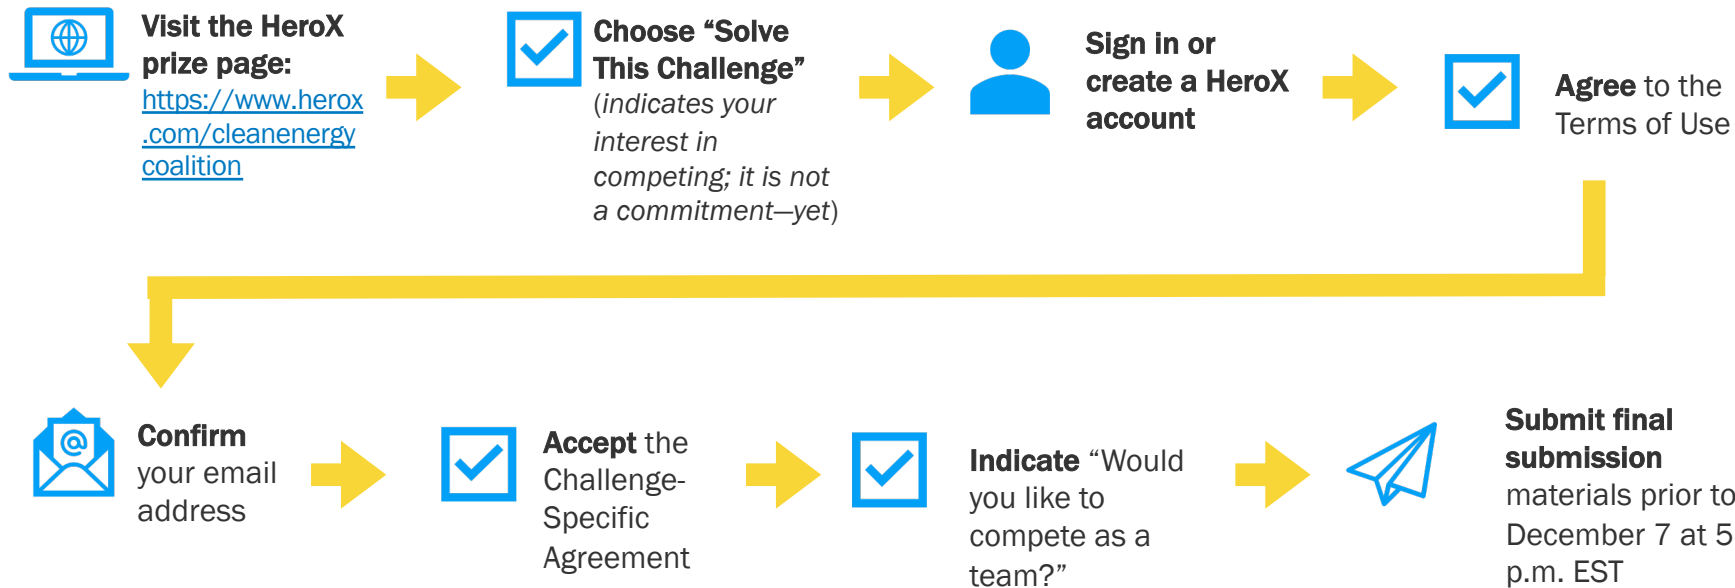 Visit the HeroX
prize page:
https://www.herox
.com/cleanenergy
coalition
Choose “Solve
This Challenge”
(indicates your
interest in
competing; it is not
a commitment—yet)
Sign in or
create a HeroX
account
Agree to the
Terms of Use
@
Confirm
your email
address
Accept the
Challenge-
Specific
Agreement
Indicate “Would
you like to
compete as a
team?”
Submit final
submission
materials prior to
December 7 at 5
p.m. EST